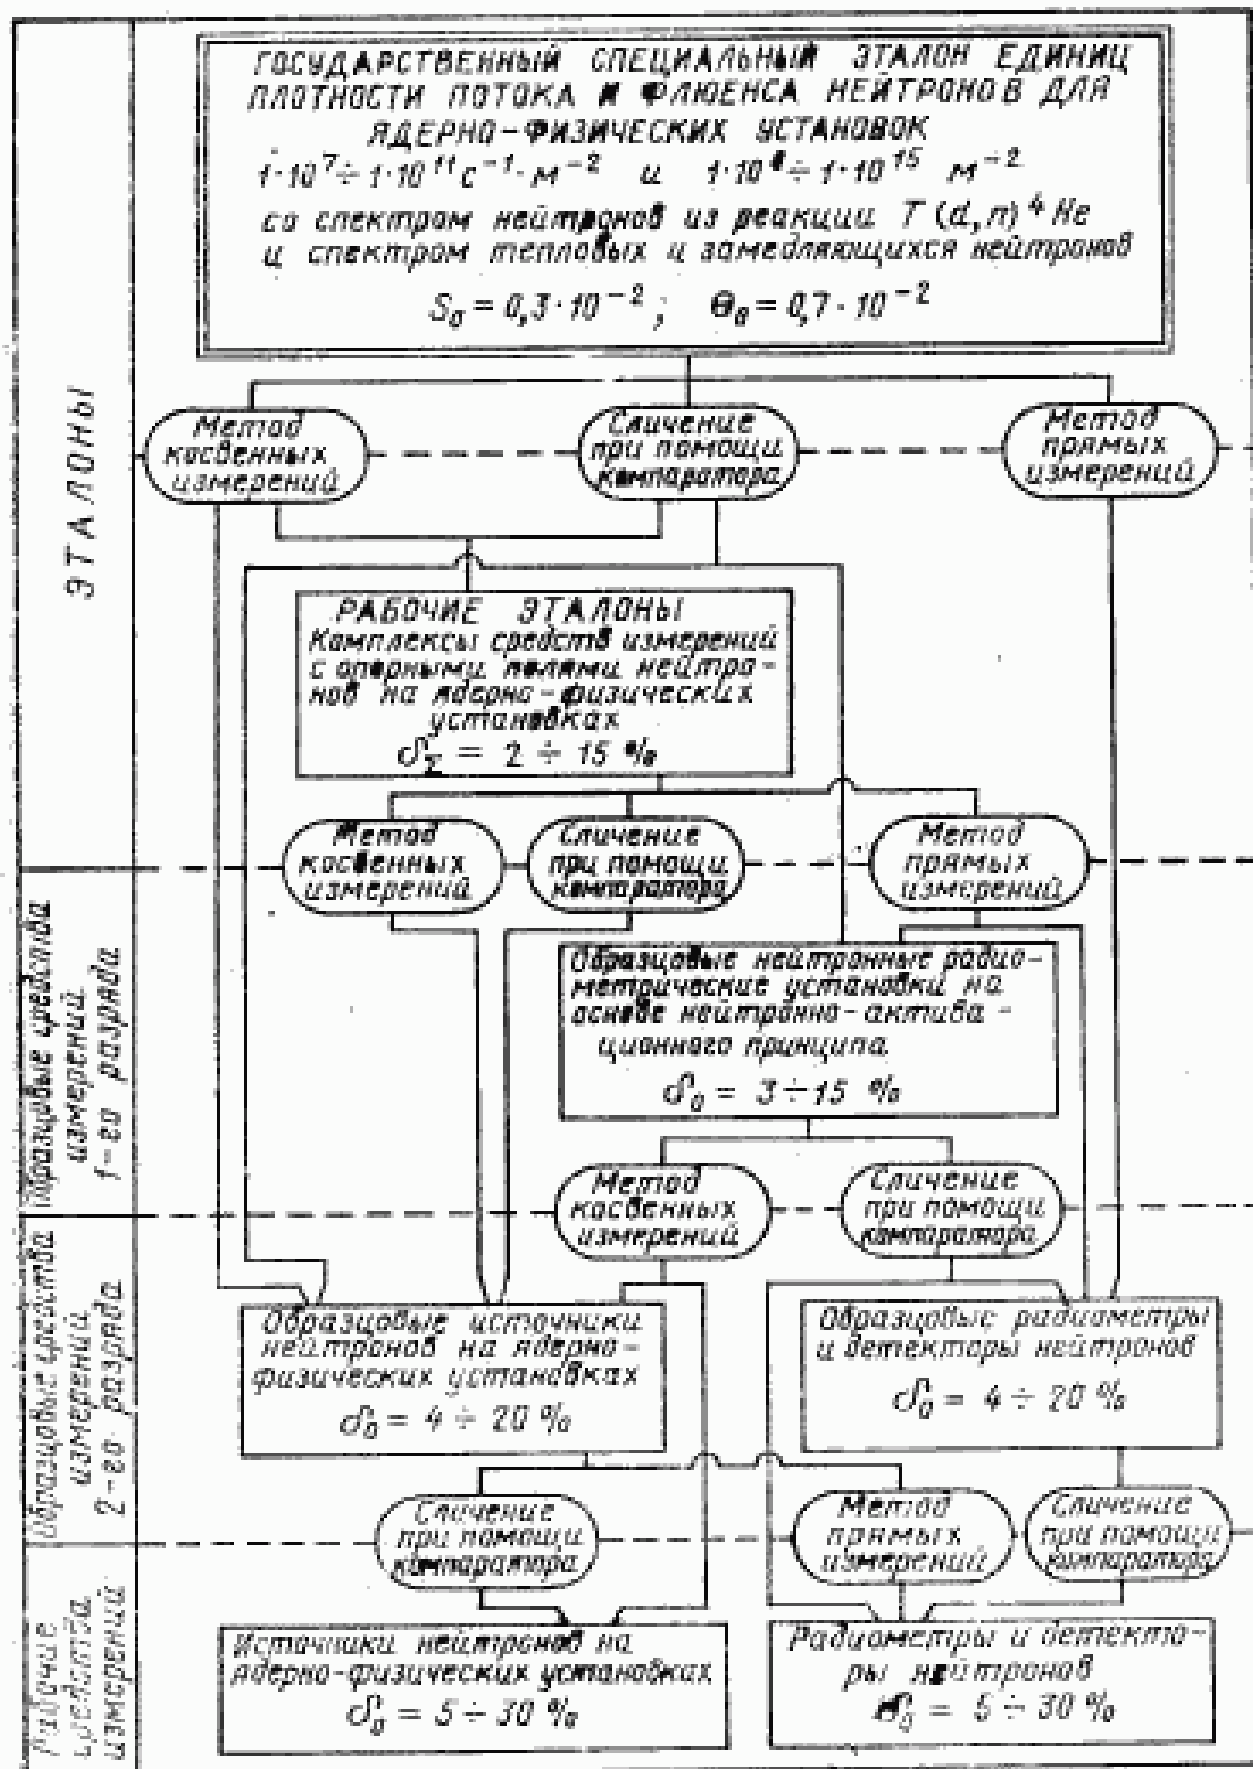 ГОСУДАРСТВЕННЫЙ СПЕЦИАЛЬНЫЙ ЭТАЛОН ЕДИНИЦ
ПЛОТНОСТИ ПОТОКА И ФЛЮЕНСА НЕЙТРОНОВ ДЛЯ
ЯДЕРНО-ФИЗИЧЕСКИХ УСТАНОВОК
1·10⁷÷1·10¹¹ с⁻¹·м⁻² и 1·10⁸÷1·10¹⁵ м⁻²
со спектром нейтронов из реакции T(d,n)⁴He
и спектром тепловых и замедляющихся нейтронов
S₀ = 0,3·10⁻²; Θ₀ = 0,7·10⁻²
ЭТАЛОНЫ
Метод
косвенных
измерений
Сличение
при помощи
компаратора
Метод
прямых
измерений
РАБОЧИЕ ЭТАЛОНЫ
Комплексы средств измерений
с опорными полями нейтро-
нов на ядерно-физических
установках
δ_Σ = 2 ÷ 15 %
Метод
косвенных
измерений
Сличение
при помощи
компаратора
Метод
прямых
измерений
Образцовые средства
измерений
1-го разряда
Образцовые нейтронные радио-
метрические установки на
основе нейтронно-актива-
ционного принципа
δ₀ = 3 ÷ 15 %
Метод
косвенных
измерений
Сличение
при помощи
компаратора
Образцовые средства
измерений
2-го разряда
Образцовые источники
нейтронов на ядерно-
физических установках
δ₀ = 4 ÷ 20 %
Образцовые радиометры
и детекторы нейтронов
δ₀ = 4 ÷ 20 %
Сличение
при помощи
компаратора
Метод
прямых
измерений
Сличение
при помощи
компаратора
Рабочие
средства
измерений
Источники нейтронов на
ядерно-физических установках
δ₀ = 5 ÷ 30 %
Радиометры и детекто-
ры нейтронов
δ₀ = 5 ÷ 30 %